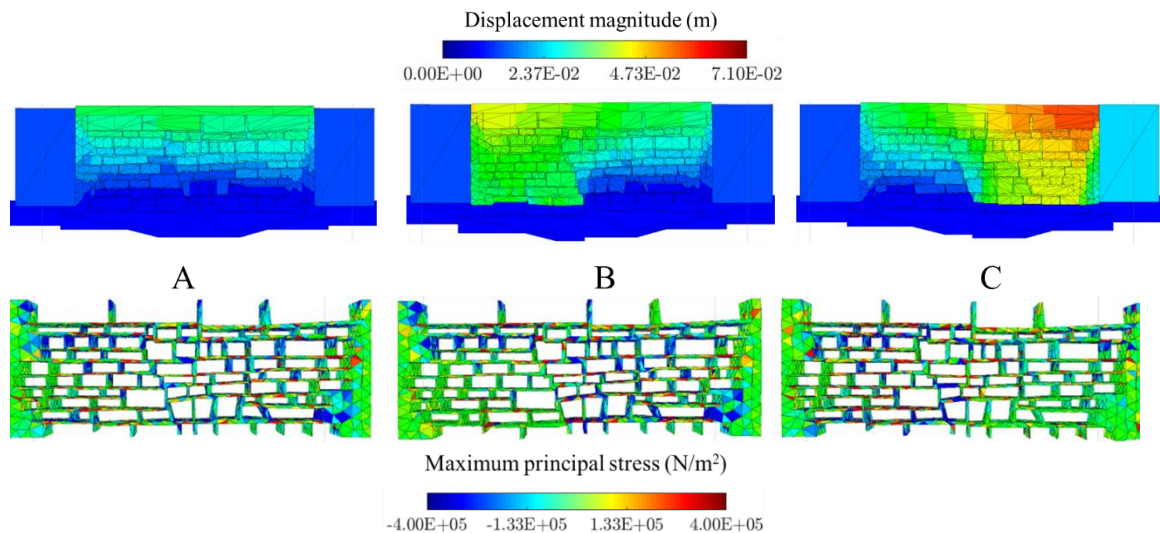 Displacement magnitude (m)
0.00E+00 2.37E-02 4.73E-02 7.10E-02
A B C
Maximum principal stress (N/m²)
-4.00E+05 -1.33E+05 1.33E+05 4.00E+05